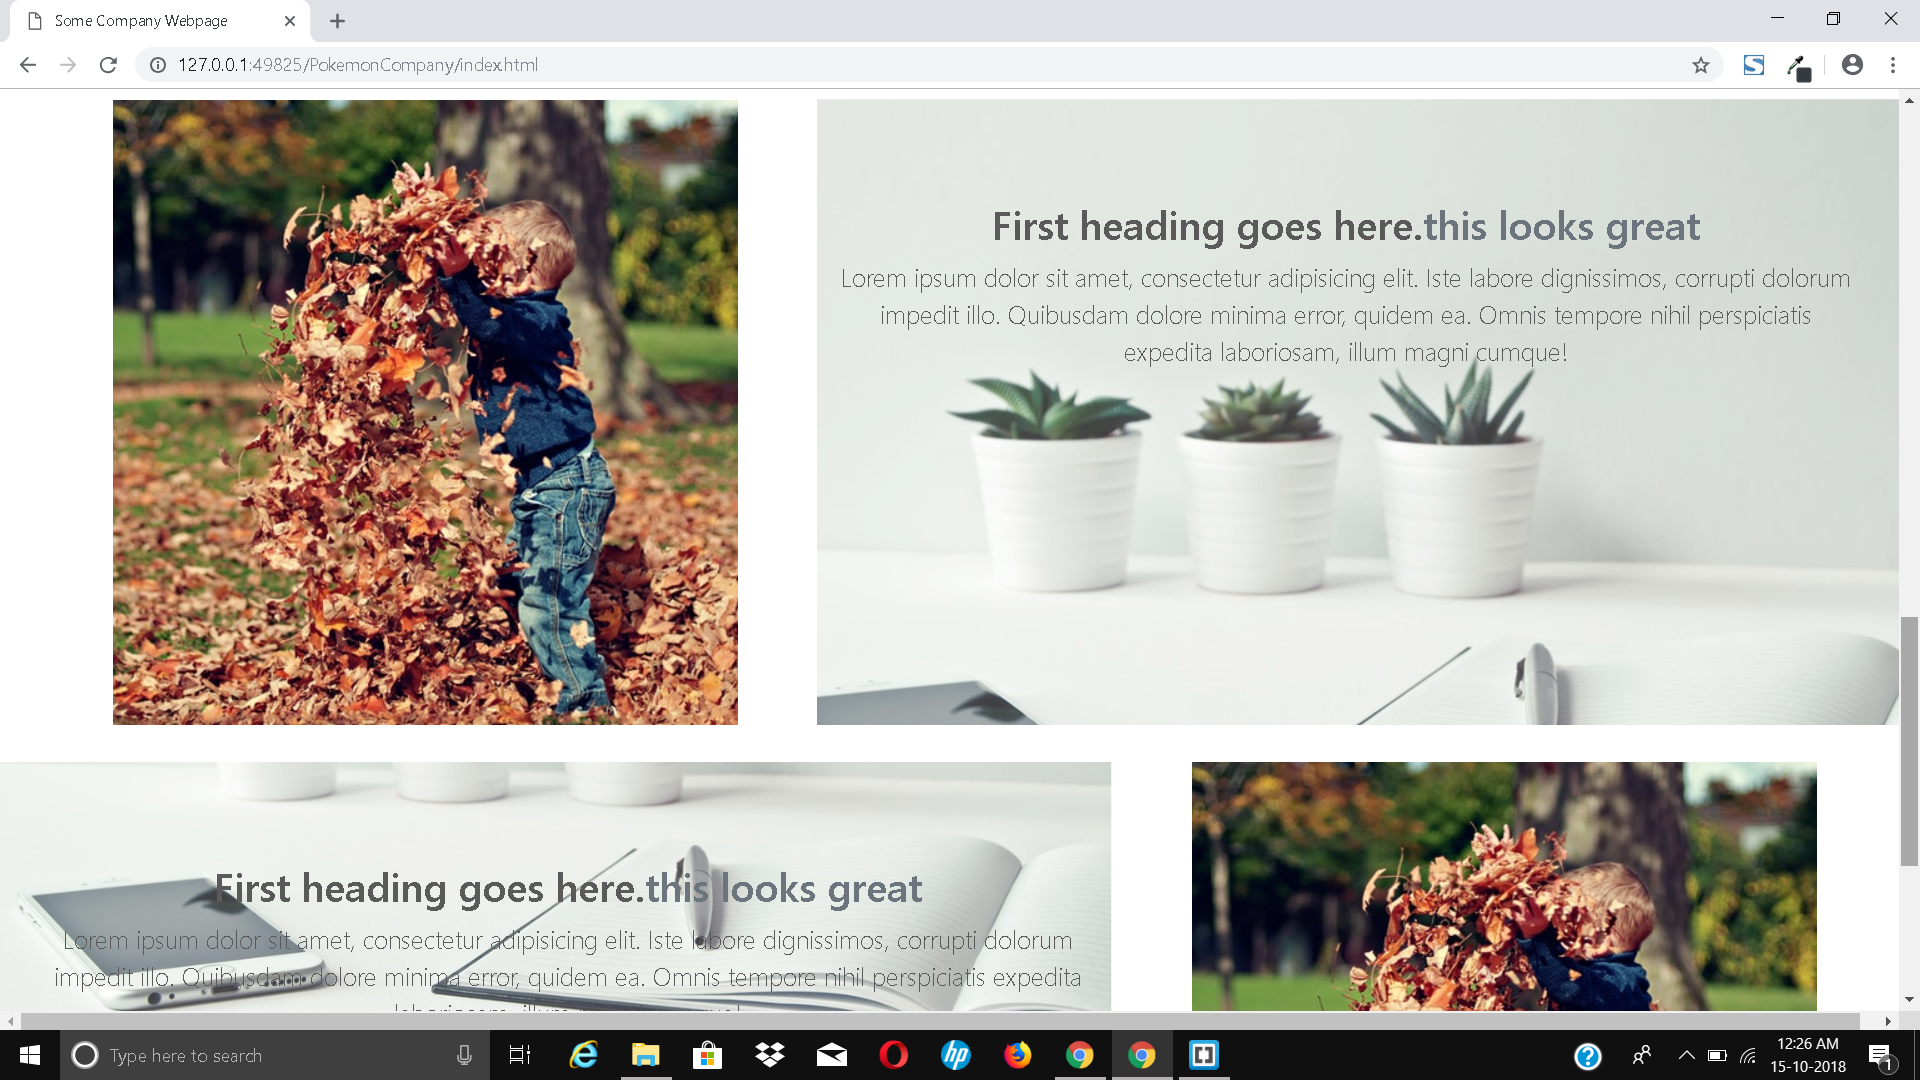 Some Company Webpage
127.0.0.1:49825/PokemonCompany/index.html
First heading goes here.this looks great
Lorem ipsum dolor sit amet, consectetur adipisicing elit. Iste labore dignissimos, corrupti dolorum
impedit illo. Quibusdam dolore minima error, quidem ea. Omnis tempore nihil perspiciatis
expedita laboriosam, illum magni cumque!
First heading goes here.this looks great
Lorem ipsum dolor sit amet, consectetur adipisicing elit. Iste labore dignissimos, corrupti dolorum
impedit illo. Quibusdam dolore minima error, quidem ea. Omnis tempore nihil perspiciatis expedita
Type here to search
hp
12:26 AM
15-10-2018
1